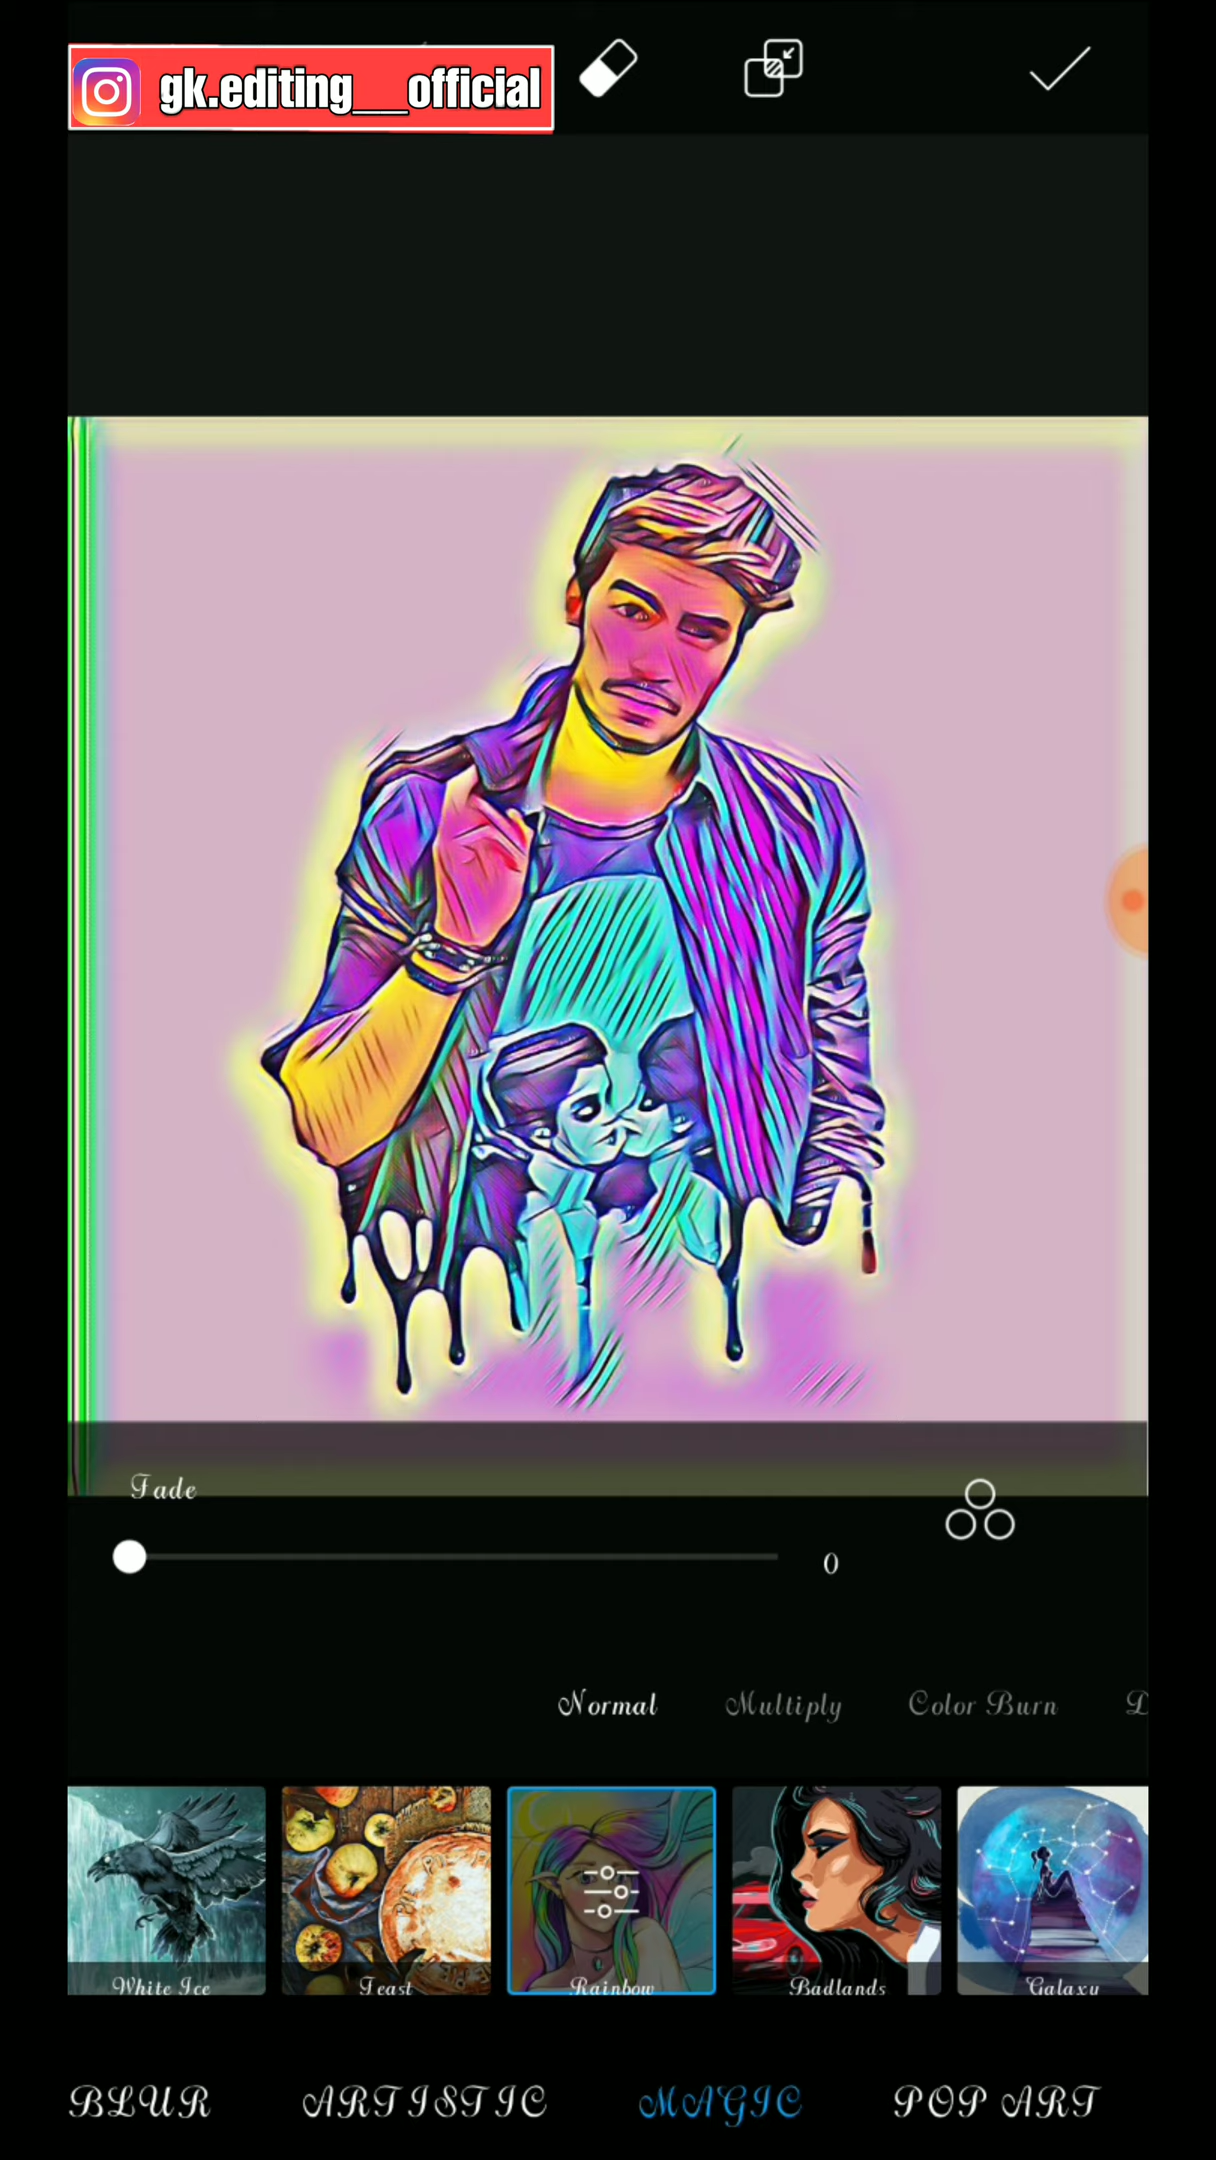 gk.editing__official
Fade
0
Normal Multiply Color Burn D
White Ice Feast Rainbow Badlands Galaxy
BLUR ARTISTIC MAGIC POP ART